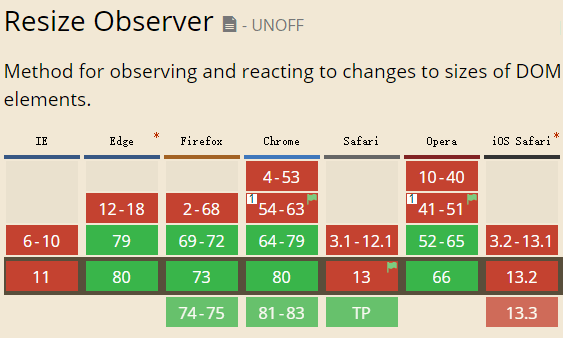 Resize Observer - UNOFF
Method for observing and reacting to changes to sizes of DOM
elements.
IE Edge * Firefox Chrome Safari Opera iOS Safari *
4-53 10-40
12-18 2-68 1 54-63 1 41-51
6-10 79 69-72 64-79 3.1-12.1 52-65 3.2-13.1
11 80 73 80 13 66 13.2
74-75 81-83 TP 13.3